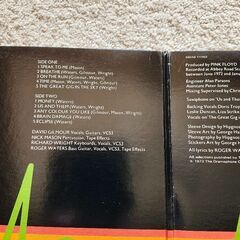 SIDE ONE
1 SPEAK TO ME (Mason)
2 BREATHE (Waters, Gilmour, Wright)
3 ON THE RUN (Gilmour, Waters)
4 TIME (Mason, Waters, Wright, Gilmour)
5 THE GREAT GIG IN THE SKY (Wright)
SIDE TWO
1 MONEY (Waters)
2 US AND THEM (Waters, Wright)
3 ANY COLOUR YOU LIKE (Gilmour, Mason, Wright)
4 BRAIN DAMAGE (Waters)
5 ECLIPSE (Waters)
DAVID GILMOUR Vocals, Guitars, VCS3
NICK MASON Percussion, Tape Effects
RICHARD WRIGHT Keyboards, Vocals, VCS3
ROGER WATERS Bass Guitar, Vocals, VCS3, Tape Effects
Produced by PINK FLOYD
Recorded at Abbey Road
between June 1972 and
Engineer Alan Parsons
Assistant Peter James
Mixing Supervised by Chris
Saxophone on 'Us and
Backing Vocals
Lesley Duncan, Liza
Vocals on 'The Great Gig
Sleeve Design by Hipgnosis
Sleeve Art by George
Stickers Art by George
Photography by Hipgnosis
All lyrics by ROGER
℗ 1973 The Gramophone